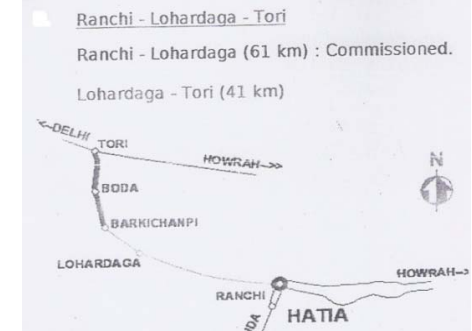 Ranchi - Lohardaga - Tori
Ranchi - Lohardaga (61 km) : Commissioned.
Lohardaga - Tori (41 km)
<-DELHI
TORI
HOWRAH->>
N
BODA
BARKICHANPI
LOHARDAGA
HOWRAH->
RANCHI
HATIA